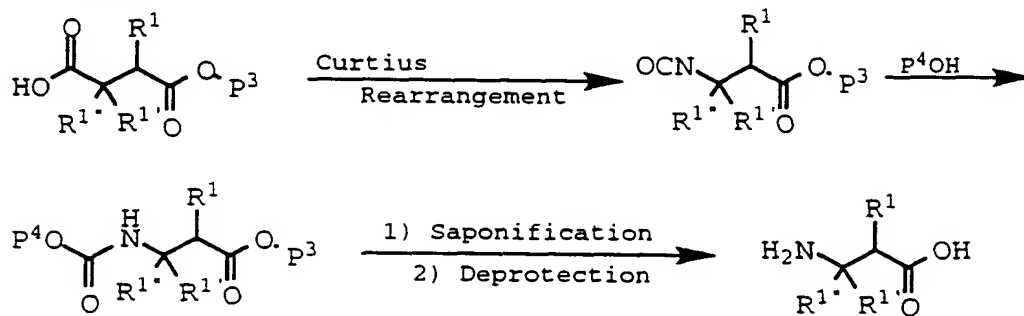 O R¹ O HO O P³ R¹" R¹' O
Curtius
Rearrangement
OCN R¹ O P³ R¹" R¹' O
P⁴OH
P⁴ O O H N R¹ O P³ R¹" R¹' O
1) Saponification
2) Deprotection
H₂N R¹ OH R¹" R¹' O